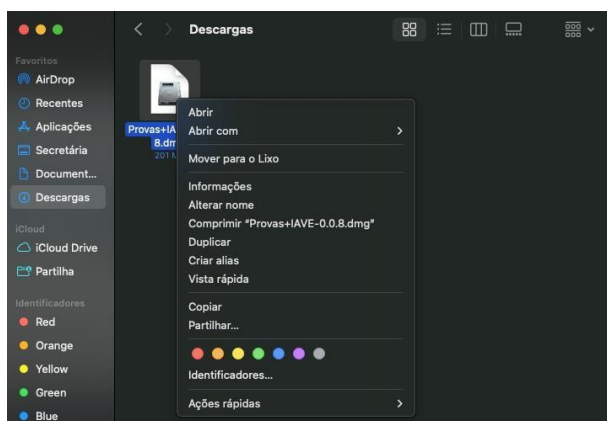 Descargas
Favoritos
AirDrop
Recentes
Aplicações
Secretária
Document...
Descargas
iCloud
iCloud Drive
Partilha
Identificadores
Red
Orange
Yellow
Green
Blue
Provas+IA
8.dm
201 M
Abrir
Abrir com
Mover para o Lixo
Informações
Alterar nome
Comprimir “Provas+IAVE-0.0.8.dmg”
Duplicar
Criar alias
Vista rápida
Copiar
Partilhar...
Identificadores...
Ações rápidas